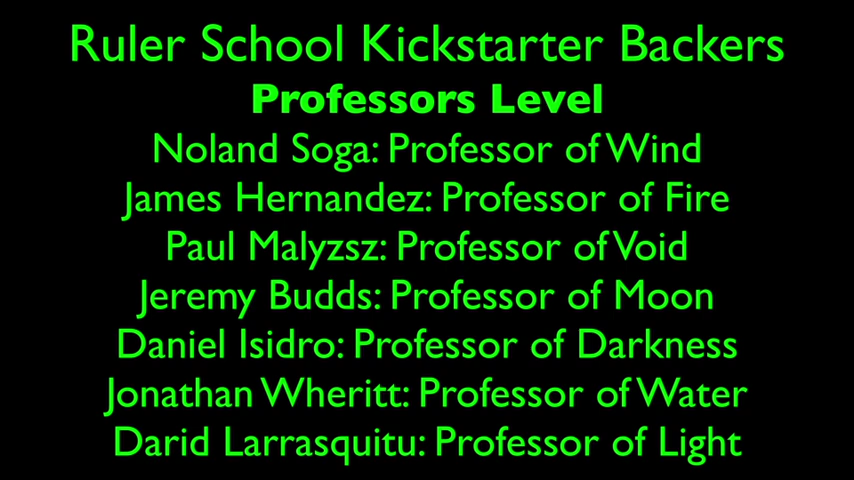 Ruler School Kickstarter Backers
Professors Level
Noland Soga: Professor of Wind
James Hernandez: Professor of Fire
Paul Malyzsz: Professor of Void
Jeremy Budds: Professor of Moon
Daniel Isidro: Professor of Darkness
Jonathan Wheritt: Professor of Water
Darid Larrasquitu: Professor of Light